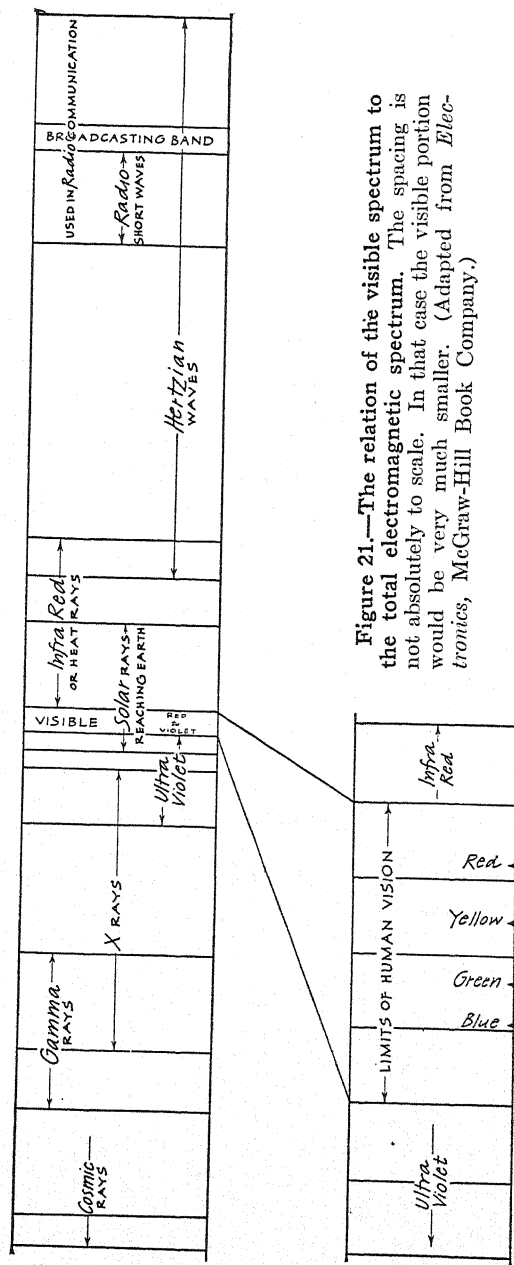 Cosmic
RAYS
Gamma
RAYS
X RAYS
Ultra
Violet
VISIBLE
RED
2
VIOLET
Solar RAYS
REACHING EARTH
Infra Red
OR HEAT RAYS
Hertzian
WAVES
Radio
SHORT WAVES
USED IN Radio COMMUNICATION
BROADCASTING BAND
Ultra
Violet
LIMITS OF HUMAN VISION
Blue
Green
Yellow
Red
Infra
Red
Figure 21.—The relation of the visible spectrum to
the total electromagnetic spectrum. The spacing is
not absolutely to scale. In that case the visible portion
would be very much smaller. (Adapted from Elec-
tronics, McGraw-Hill Book Company.)